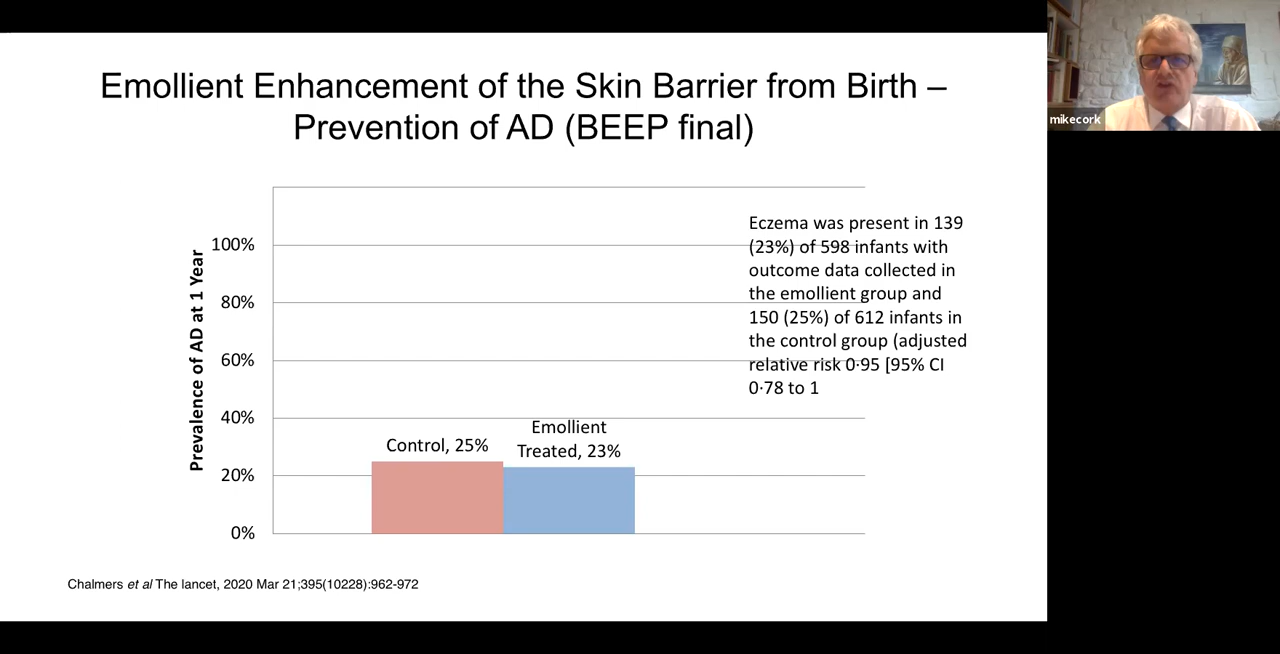 Emollient Enhancement of the Skin Barrier from Birth –
Prevention of AD (BEEP final)
mikecork
Prevalence of AD at 1 Year
100%
80%
60%
40%
20%
0%
Control, 25%
Emollient
Treated, 23%
Eczema was present in 139
(23%) of 598 infants with
outcome data collected in
the emollient group and
150 (25%) of 612 infants in
the control group (adjusted
relative risk 0·95 [95% CI
0·78 to 1
Chalmers et al The lancet, 2020 Mar 21;395(10228):962-972